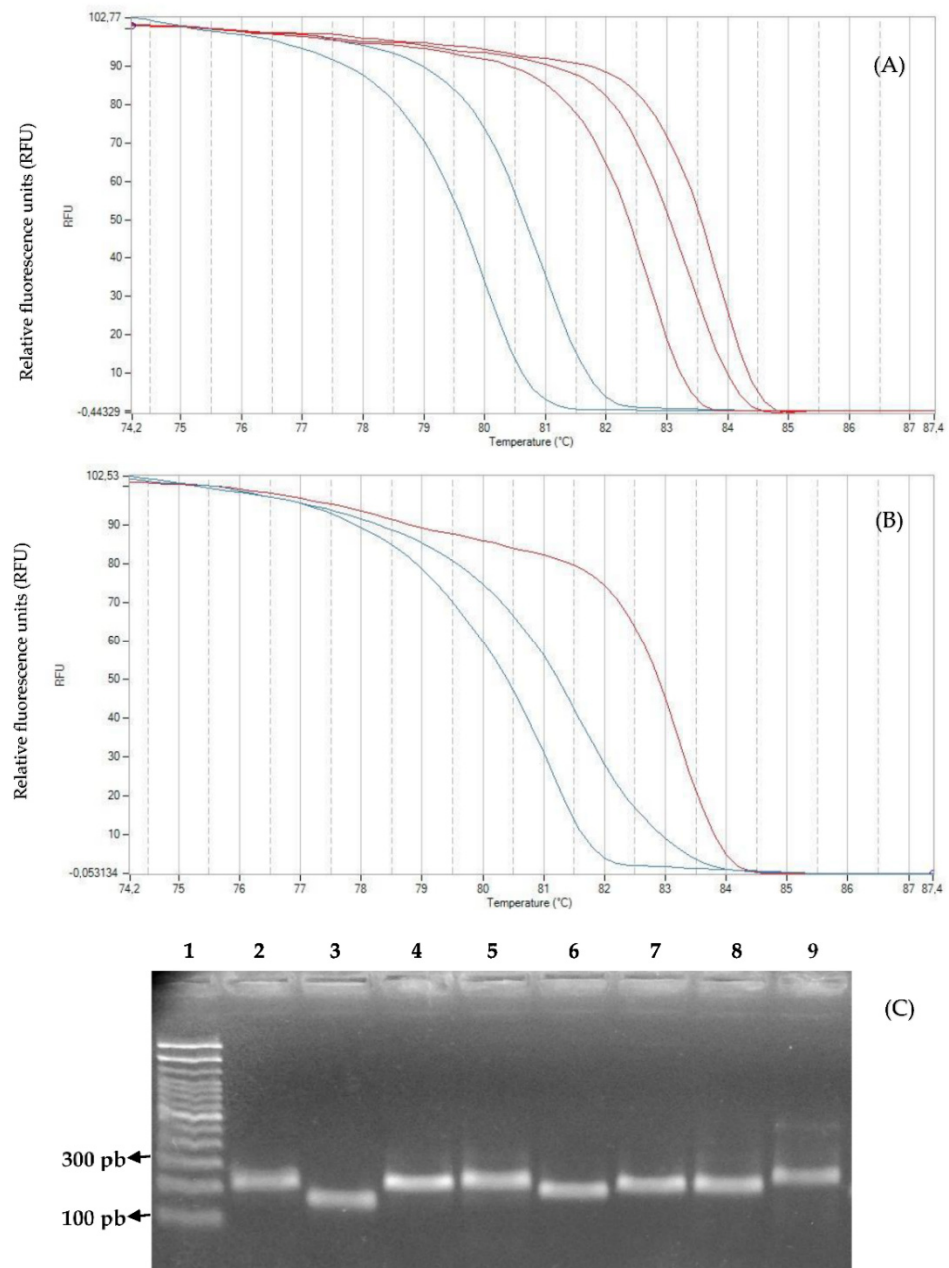 102,77
90
80
70
60
50
40
30
20
10
-0,44329
RFU
Relative fluorescence units (RFU)
(A)
74,2 75 76 77 78 79 80 81 82 83 84 85 86 87 87,4
Temperature (°C)
102,53
90
80
70
60
50
40
30
20
10
-0,053134
RFU
Relative fluorescence units (RFU)
(B)
74,2 75 76 77 78 79 80 81 82 83 84 85 86 87 87,4
Temperature (°C)
1 2 3 4 5 6 7 8 9
(C)
300 pb
100 pb